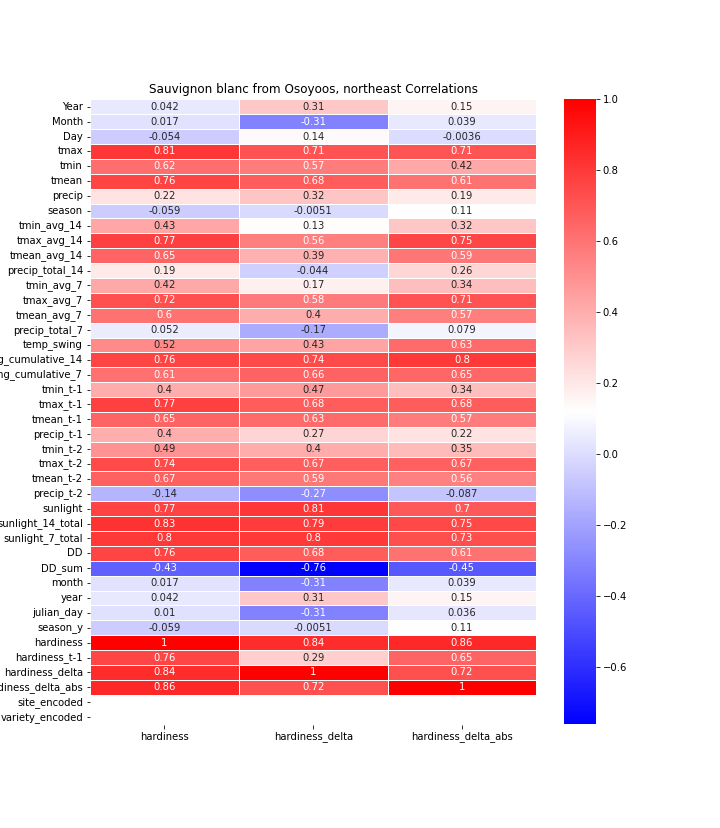 Sauvignon blanc from Osoyoos, northeast Correlations
Year 0.042 0.31 0.15
Month 0.017 -0.31 0.039
Day -0.054 0.14 -0.0036
tmax 0.81 0.71 0.71
tmin 0.62 0.57 0.42
tmean 0.76 0.68 0.61
precip 0.22 0.32 0.19
season -0.059 -0.0051 0.11
tmin_avg_14 0.43 0.13 0.32
tmax_avg_14 0.77 0.56 0.75
tmean_avg_14 0.65 0.39 0.59
precip_total_14 0.19 -0.044 0.26
tmin_avg_7 0.42 0.17 0.34
tmax_avg_7 0.72 0.58 0.71
tmean_avg_7 0.6 0.4 0.57
precip_total_7 0.052 -0.17 0.079
temp_swing 0.52 0.43 0.63
g_cumulative_14 0.76 0.74 0.8
ng_cumulative_7 0.61 0.66 0.65
tmin_t-1 0.4 0.47 0.34
tmax_t-1 0.77 0.68 0.68
tmean_t-1 0.65 0.63 0.57
precip_t-1 0.4 0.27 0.22
tmin_t-2 0.49 0.4 0.35
tmax_t-2 0.74 0.67 0.67
tmean_t-2 0.67 0.59 0.56
precip_t-2 -0.14 -0.27 -0.087
sunlight 0.77 0.81 0.7
sunlight_14_total 0.83 0.79 0.75
sunlight_7_total 0.8 0.8 0.73
DD 0.76 0.68 0.61
DD_sum -0.43 -0.76 -0.45
month 0.017 -0.31 0.039
year 0.042 0.31 0.15
julian_day 0.01 -0.31 0.036
season_y -0.059 -0.0051 0.11
hardiness 1 0.84 0.86
hardiness_t-1 0.76 0.29 0.65
hardiness_delta 0.84 1 0.72
diness_delta_abs 0.86 0.72 1
site_encoded
variety_encoded
hardiness hardiness_delta hardiness_delta_abs
1.0
0.8
0.6
0.4
0.2
0.0
-0.2
-0.4
-0.6